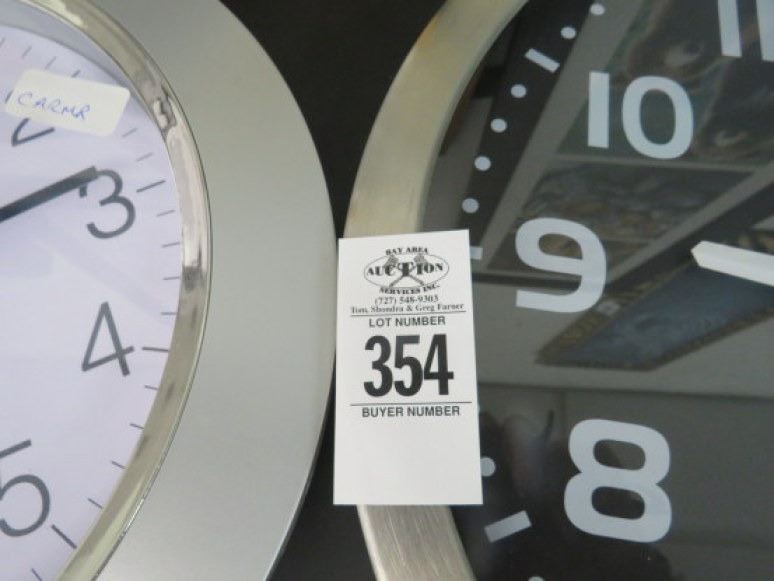 CARMR
2
3
4
5
10
9
8
BAY AREA
AUCTION
SERVICES INC.
(727) 548-9303
Tom, Shondra & Greg Farner
LOT NUMBER
354
BUYER NUMBER